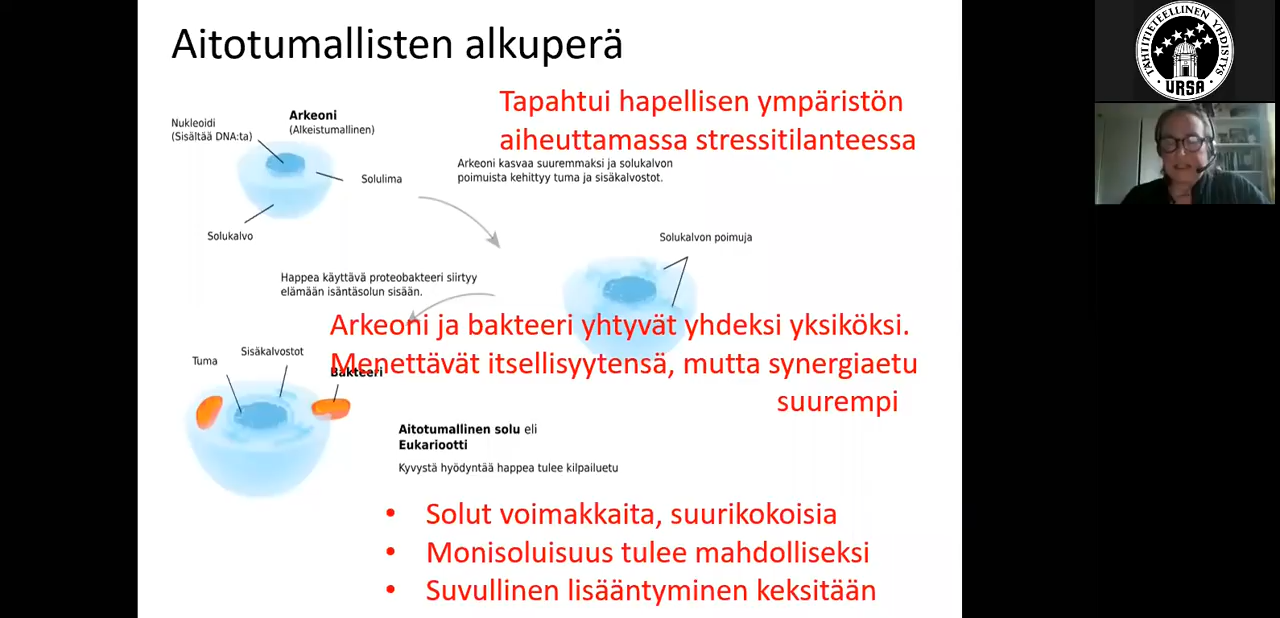 Aitotumallisten alkuperä
Tapahtui hapellisen ympäristön
aiheuttamassa stressitilanteessa
Arkeoni
(Alkeistumallinen)
Nukleoidi
(Sisältää DNA:ta)
Solulima
Solukalvo
Arkeoni kasvaa suuremmaksi ja solukalvon
poimuista kehittyy tuma ja sisäkalvostot.
Solukalvon poimuja
Happea käyttävä proteobakteeri siirtyy
elämään isäntäsolun sisään.
Arkeoni ja bakteeri yhtyvät yhdeksi yksiköksi.
Menettävät itsellisyytensä, mutta synergiaetu
suurempi
Tuma
Sisäkalvostot
Bakteeri
Aitotumallinen solu eli
Eukariootti
Kyvystä hyödyntää happea tulee kilpailuetu
• Solut voimakkaita, suurikokoisia
• Monisoluisuus tulee mahdolliseksi
• Suvullinen lisääntyminen keksitään
TÄHTITIETEELLINEN YHDISTYS
URSA